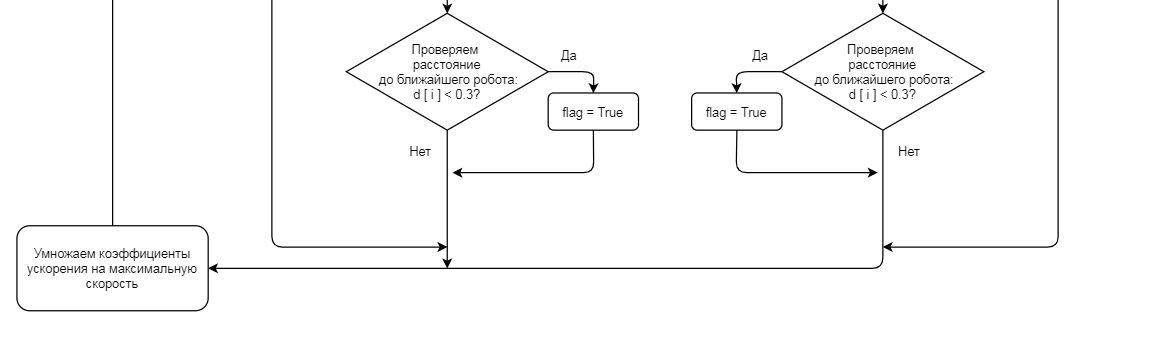 Проверяем
расстояние
до ближайшего робота:
d [ i ] < 0.3?
Да
flag = True
Нет
Да
flag = True
Проверяем
расстояние
до ближайшего робота:
d [ i ] < 0.3?
Нет
Умножаем коэффициенты
ускорения на максимальную
скорость